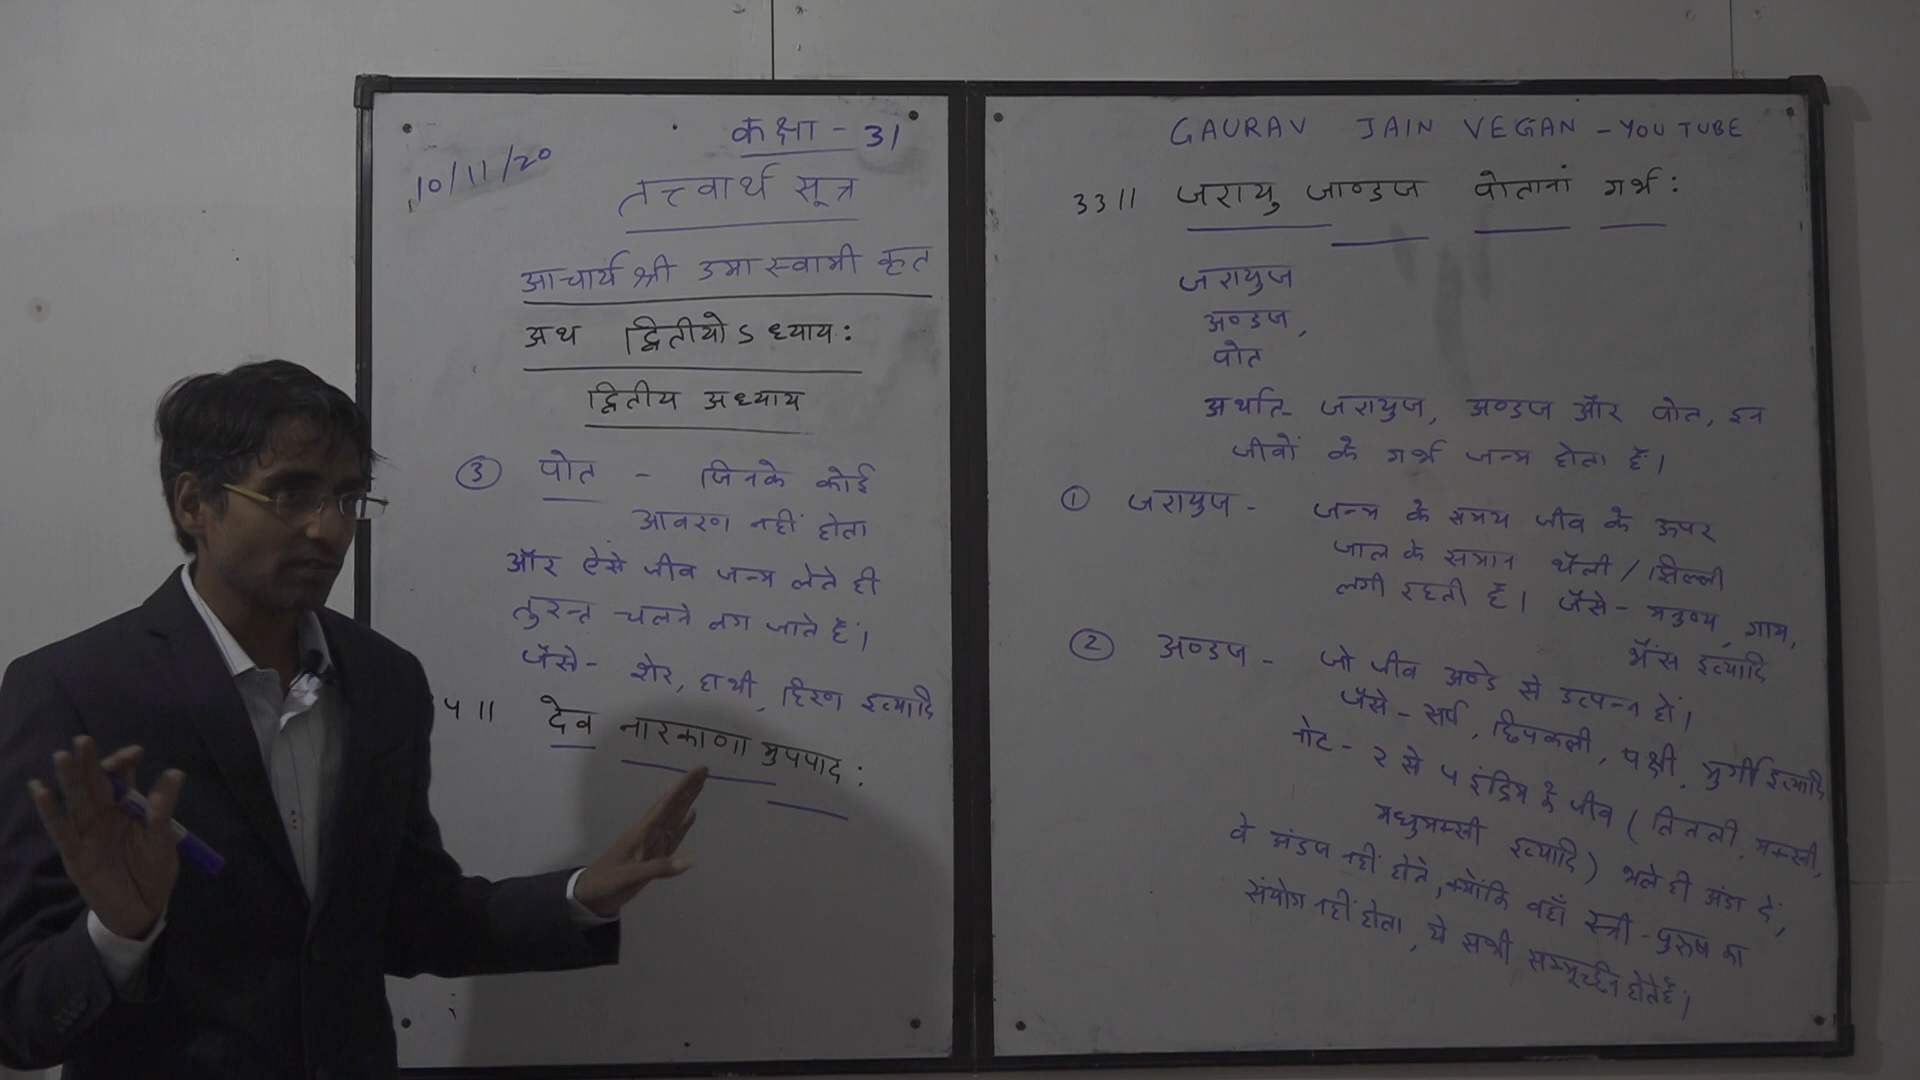 कक्षा - 31
10/11/20
तत्त्वार्थ सूत्र
आचार्य श्री उमास्वामी कृत
अथ द्वितीयोऽध्याय:
द्वितीय अध्याय
③ पोत - जिनके कोई
आवरण नहीं होता
और ऐसे जीव जन्म लेते ही
तुरन्त चलने लग जाते हैं।
जैसे- शेर, हाथी, हिरण इत्यादि
५ ॥ देव नारकाणामुपपाद:
GAURAV JAIN VEGAN - YOUTUBE
33॥ जरायु जाण्डज पोतानां गर्भ:
जरायुज
अण्डज,
पोत
अर्थात- जरायुज, अण्डज और पोत, इन
जीवों के गर्भ जन्म होता है।
① जरायुज - जन्म के समय जीव के ऊपर
जाल के समान थैली / झिल्ली
लगी रहती है। जैसे- मनुष्य, गाय,
भैंस इत्यादि
② अण्डज - जो जीव अण्डे से उत्पन्न हों।
जैसे - सर्प, छिपकली, पक्षी, मुर्गी इत्यादि
नोट - २ से ५ इंद्रिय के जीव ( तितली, मक्खी,
मधुमक्खी इत्यादि) भले ही अंडा दें,
वे अंडज नहीं होते, क्योंकि वहाँ स्त्री-पुरुष का
संयोग नहीं होता, ये सभी सम्मूर्च्छन होते हैं।